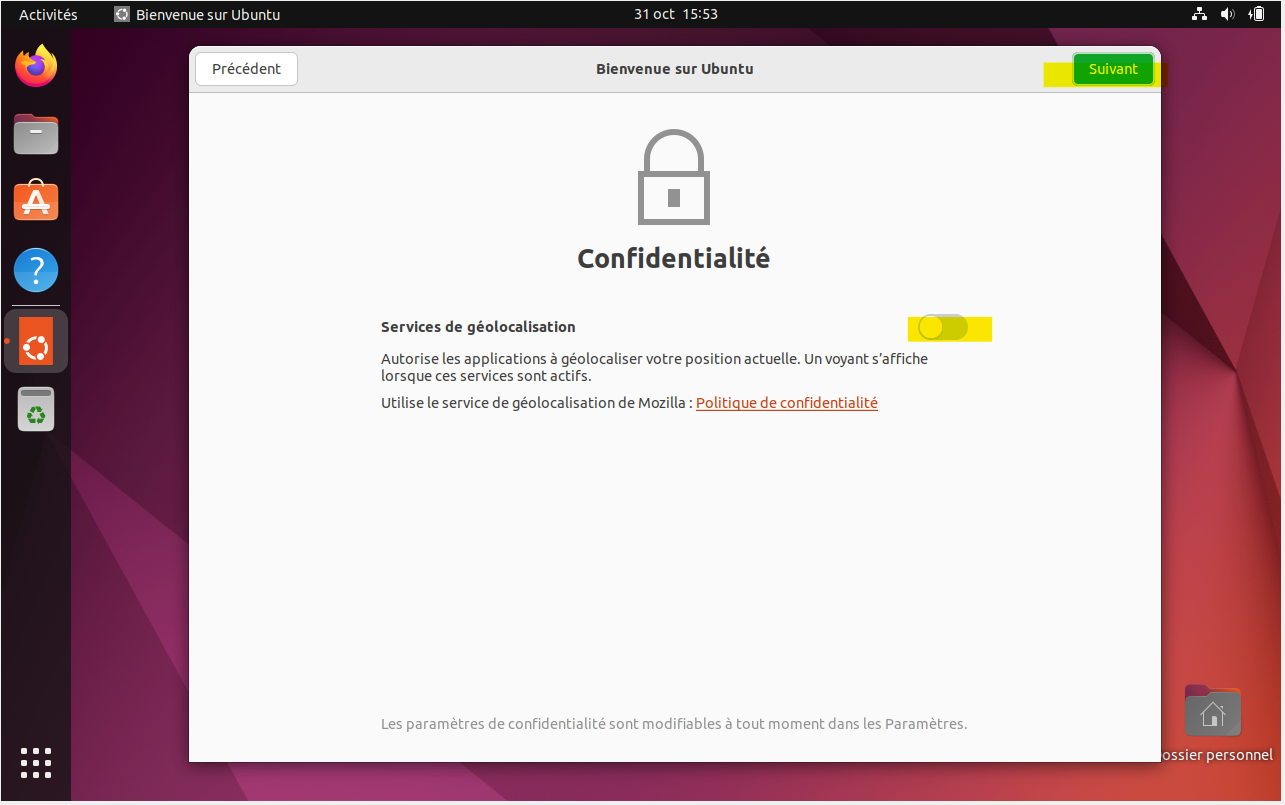 Activités
Bienvenue sur Ubuntu
31 oct 15:53
Précédent
Bienvenue sur Ubuntu
Suivant
Confidentialité
Services de géolocalisation
Autorise les applications à géolocaliser votre position actuelle. Un voyant s’affiche
lorsque ces services sont actifs.
Utilise le service de géolocalisation de Mozilla : Politique de confidentialité
Les paramètres de confidentialité sont modifiables à tout moment dans les Paramètres.
ossier personnel